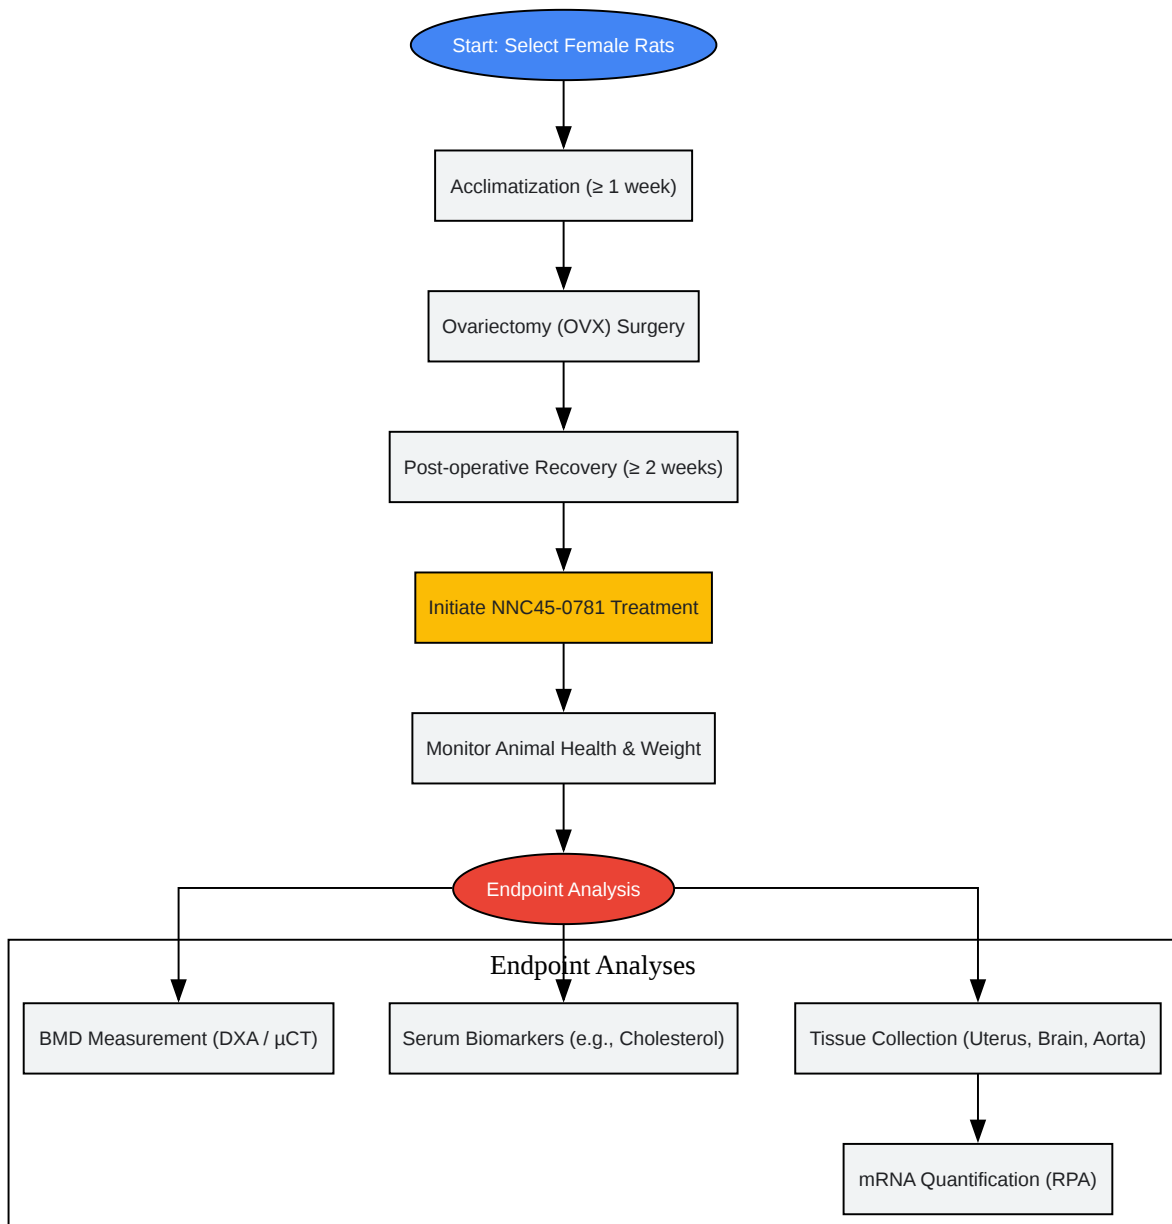 Start: Select Female Rats
Acclimatization (≥ 1 week)
Ovariectomy (OVX) Surgery
Post-operative Recovery (≥ 2 weeks)
Initiate NNC45-0781 Treatment
Monitor Animal Health & Weight
Endpoint Analysis
Endpoint Analyses
BMD Measurement (DXA / µCT)
Serum Biomarkers (e.g., Cholesterol)
Tissue Collection (Uterus, Brain, Aorta)
mRNA Quantification (RPA)